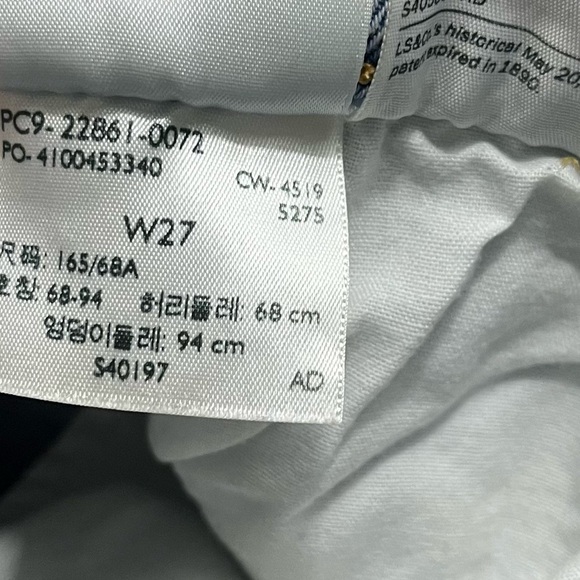 LS&Co.'s historical May 20,
patent expired in 1890.
PC9-22861-0072
PO-4100453340
CW-4519
5275
W27
尺码: 165/68A
호칭: 68-94 허리둘레: 68 cm
엉덩이둘레: 94 cm
S40197
AD